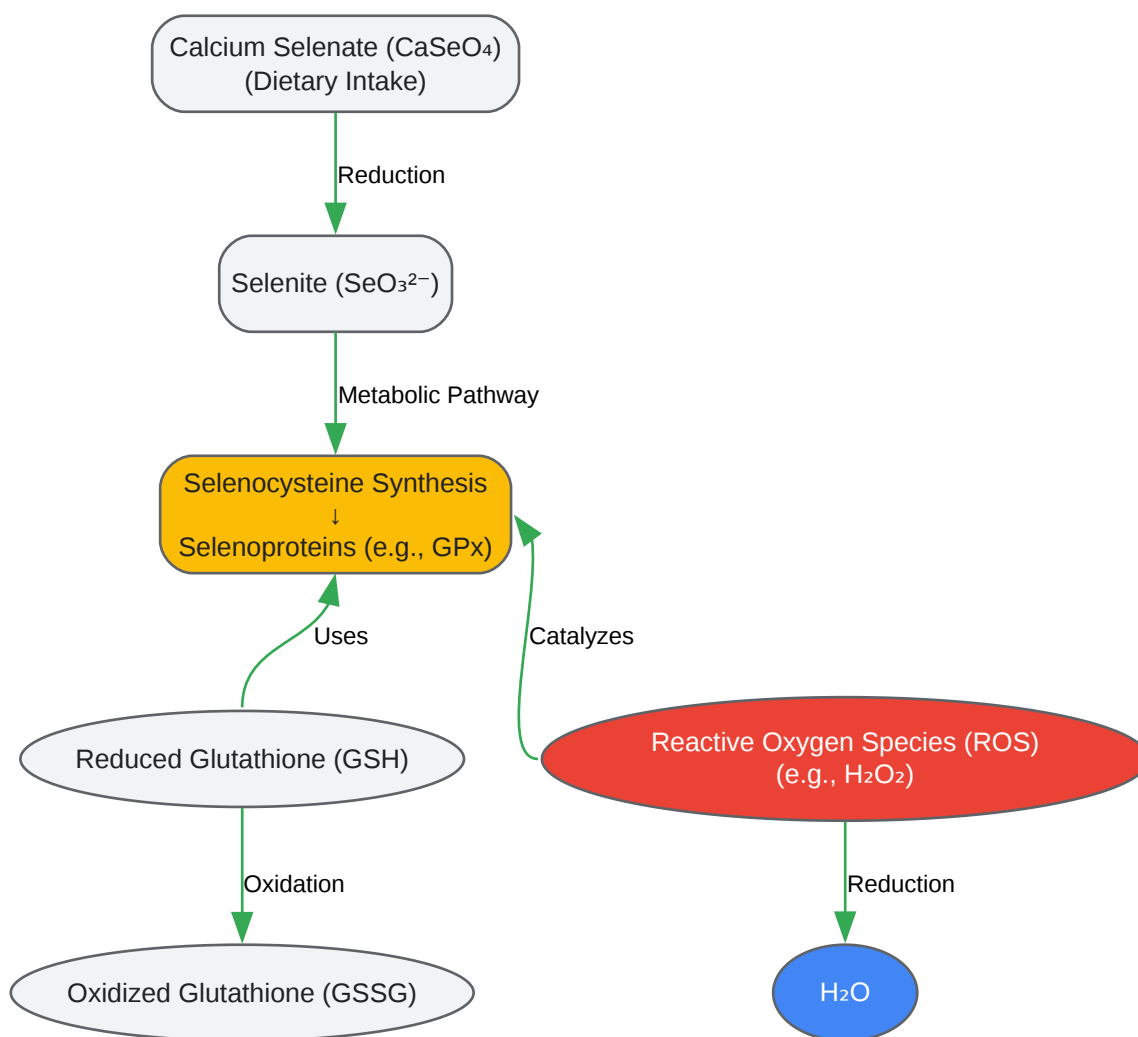 Calcium Selenate (CaSeO₄)
(Dietary Intake)
Reduction
Selenite (SeO₃²⁻)
Metabolic Pathway
Selenocysteine Synthesis
↓
Selenoproteins (e.g., GPx)
Uses
Catalyzes
Reduced Glutathione (GSH)
Reactive Oxygen Species (ROS)
(e.g., H₂O₂)
Oxidation
Reduction
Oxidized Glutathione (GSSG)
H₂O